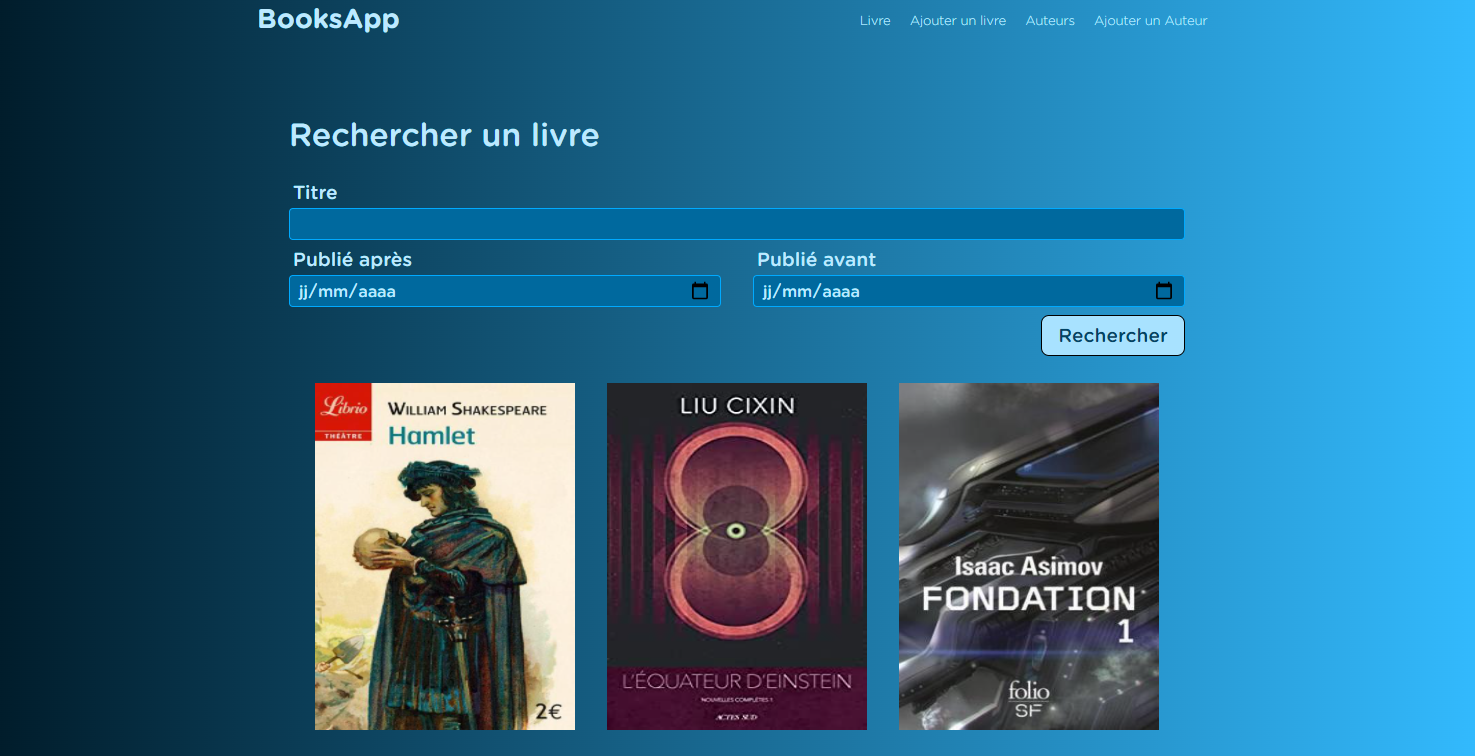 BooksApp
Livre Ajouter un livre Auteurs Ajouter un Auteur
Rechercher un livre
Titre
Publié après Publié avant
jj/mm/aaaa jj/mm/aaaa
Rechercher
Librio
THÉÂTRE
WILLIAM SHAKESPEARE
Hamlet
2€
LIU CIXIN
L'ÉQUATEUR D'EINSTEIN
NOUVELLES COMPLÈTES 1
ACTES SUD
Isaac Asimov
FONDATION
1
folio
SF